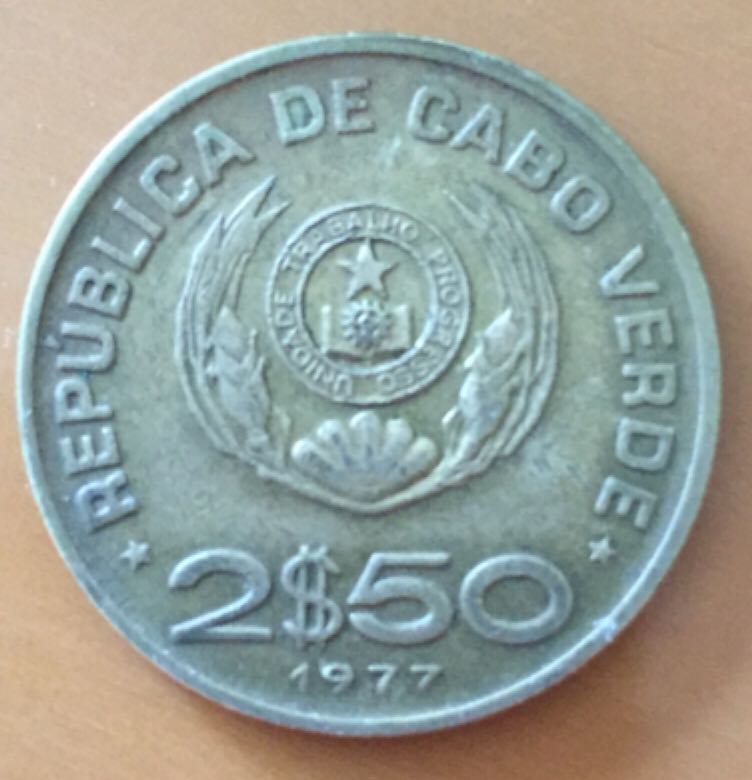 REPÚBLICA DE CABO VERDE
UNIDADE TRABALHO PROGRESSO
2$50
1977